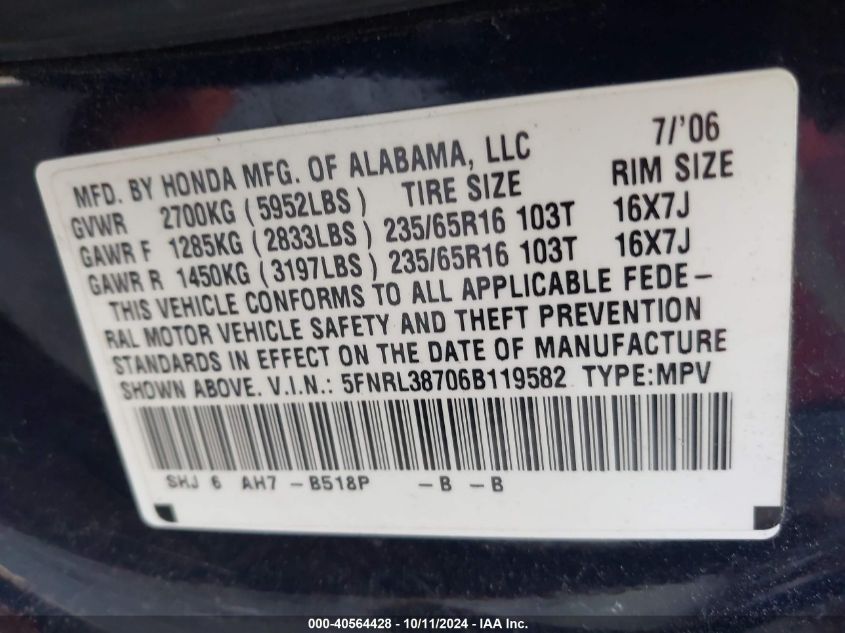 MFD. BY HONDA MFG. OF ALABAMA, LLC 7/'06
GVWR 2700KG (5952LBS) TIRE SIZE RIM SIZE
GAWR F 1285KG (2833LBS) 235/65R16 103T 16X7J
GAWR R 1450KG (3197LBS) 235/65R16 103T 16X7J
THIS VEHICLE CONFORMS TO ALL APPLICABLE FEDE-
RAL MOTOR VEHICLE SAFETY AND THEFT PREVENTION
STANDARDS IN EFFECT ON THE DATE OF MANUFACTURE
SHOWN ABOVE. V.I.N.: 5FNRL38706B119582 TYPE:MPV
SHJ 6 AH7 -B518P -B -B
000-40564428 - 10/11/2024 - IAA Inc.